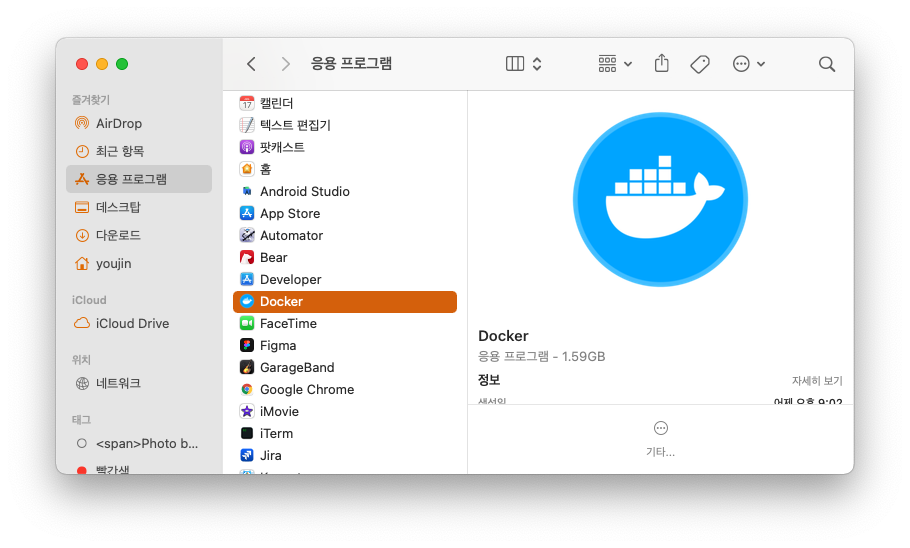 응용 프로그램
즐겨찾기
AirDrop
최근 항목
응용 프로그램
데스크탑
다운로드
youjin
iCloud
iCloud Drive
위치
네트워크
태그
<span>Photo b...
빨간색
17
캘린더
텍스트 편집기
팟캐스트
홈
Android Studio
App Store
Automator
Bear
Developer
Docker
FaceTime
Figma
GarageBand
Google Chrome
iMovie
iTerm
Jira
Docker
응용 프로그램 - 1.59GB
정보
자세히 보기
생성일
어제 오후 9:02
기타...